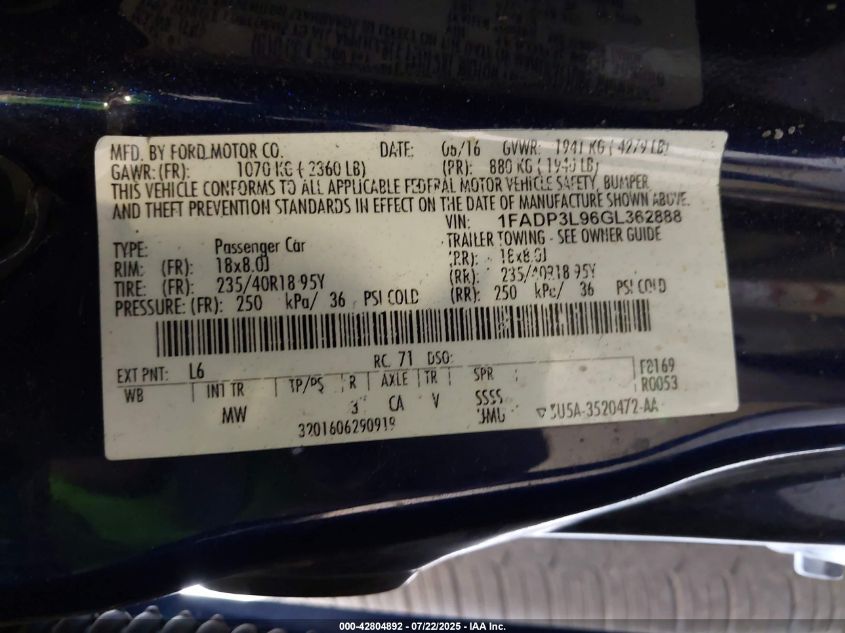 MFD. BY FORD MOTOR CO. DATE: 06/16 GVWR: 1941 KG ( 4279 LB)
GAWR:(FR): 1070 KG ( 2360 LB) (RR): 880 KG ( 1940 LB)
THIS VEHICLE CONFORMS TO ALL APPLICABLE FEDERAL MOTOR VEHICLE SAFETY, BUMPER
AND THEFT PREVENTION STANDARDS IN EFFECT ON THE DATE OF MANUFACTURE SHOWN ABOVE.
VIN: 1FADP3L96GL362888
TYPE: Passenger Car TRAILER TOWING - SEE OWNER GUIDE
RIM: (FR): 18x8.0J (RR): 18x8.0J
TIRE: (FR): 235/40R18 95Y (RR): 235/40R18 95Y
PRESSURE: (FR): 250 kPa/ 36 PSI COLD (RR): 250 kPa/ 36 PSI COLD
EXT PNT: L6 RC: 71 DSO: F8169
WB INT TR TP/PS R AXLE TR SPR R0053
MW 3 CA V SSSS
3201606290919 5U5A-3520472-AA
000-42804892 / 07/22/2025 / IAA Inc.